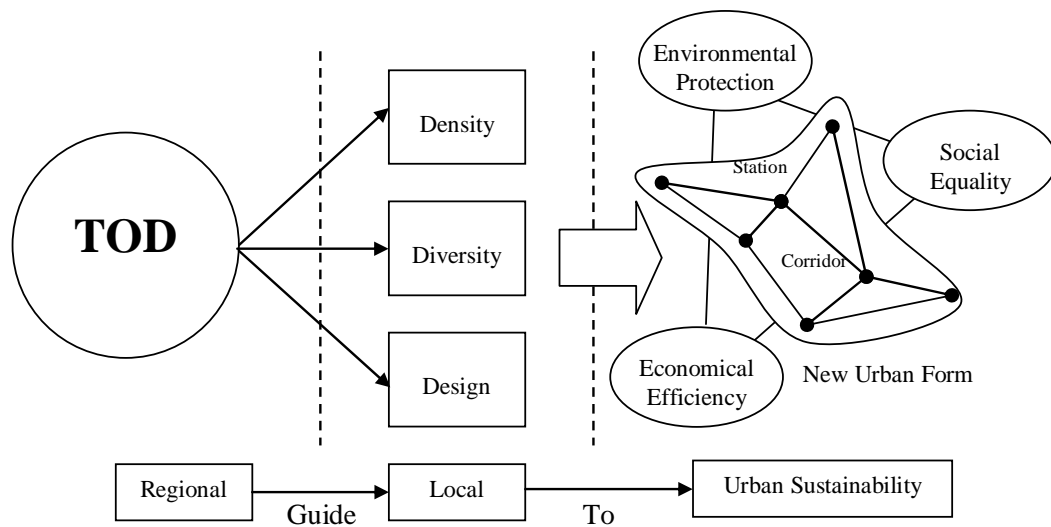 TOD
Density
Diversity
Design
Environmental
Protection
Social
Equality
Station
Corridor
Economical
Efficiency
New Urban Form
Regional
Guide
Local
To
Urban Sustainability